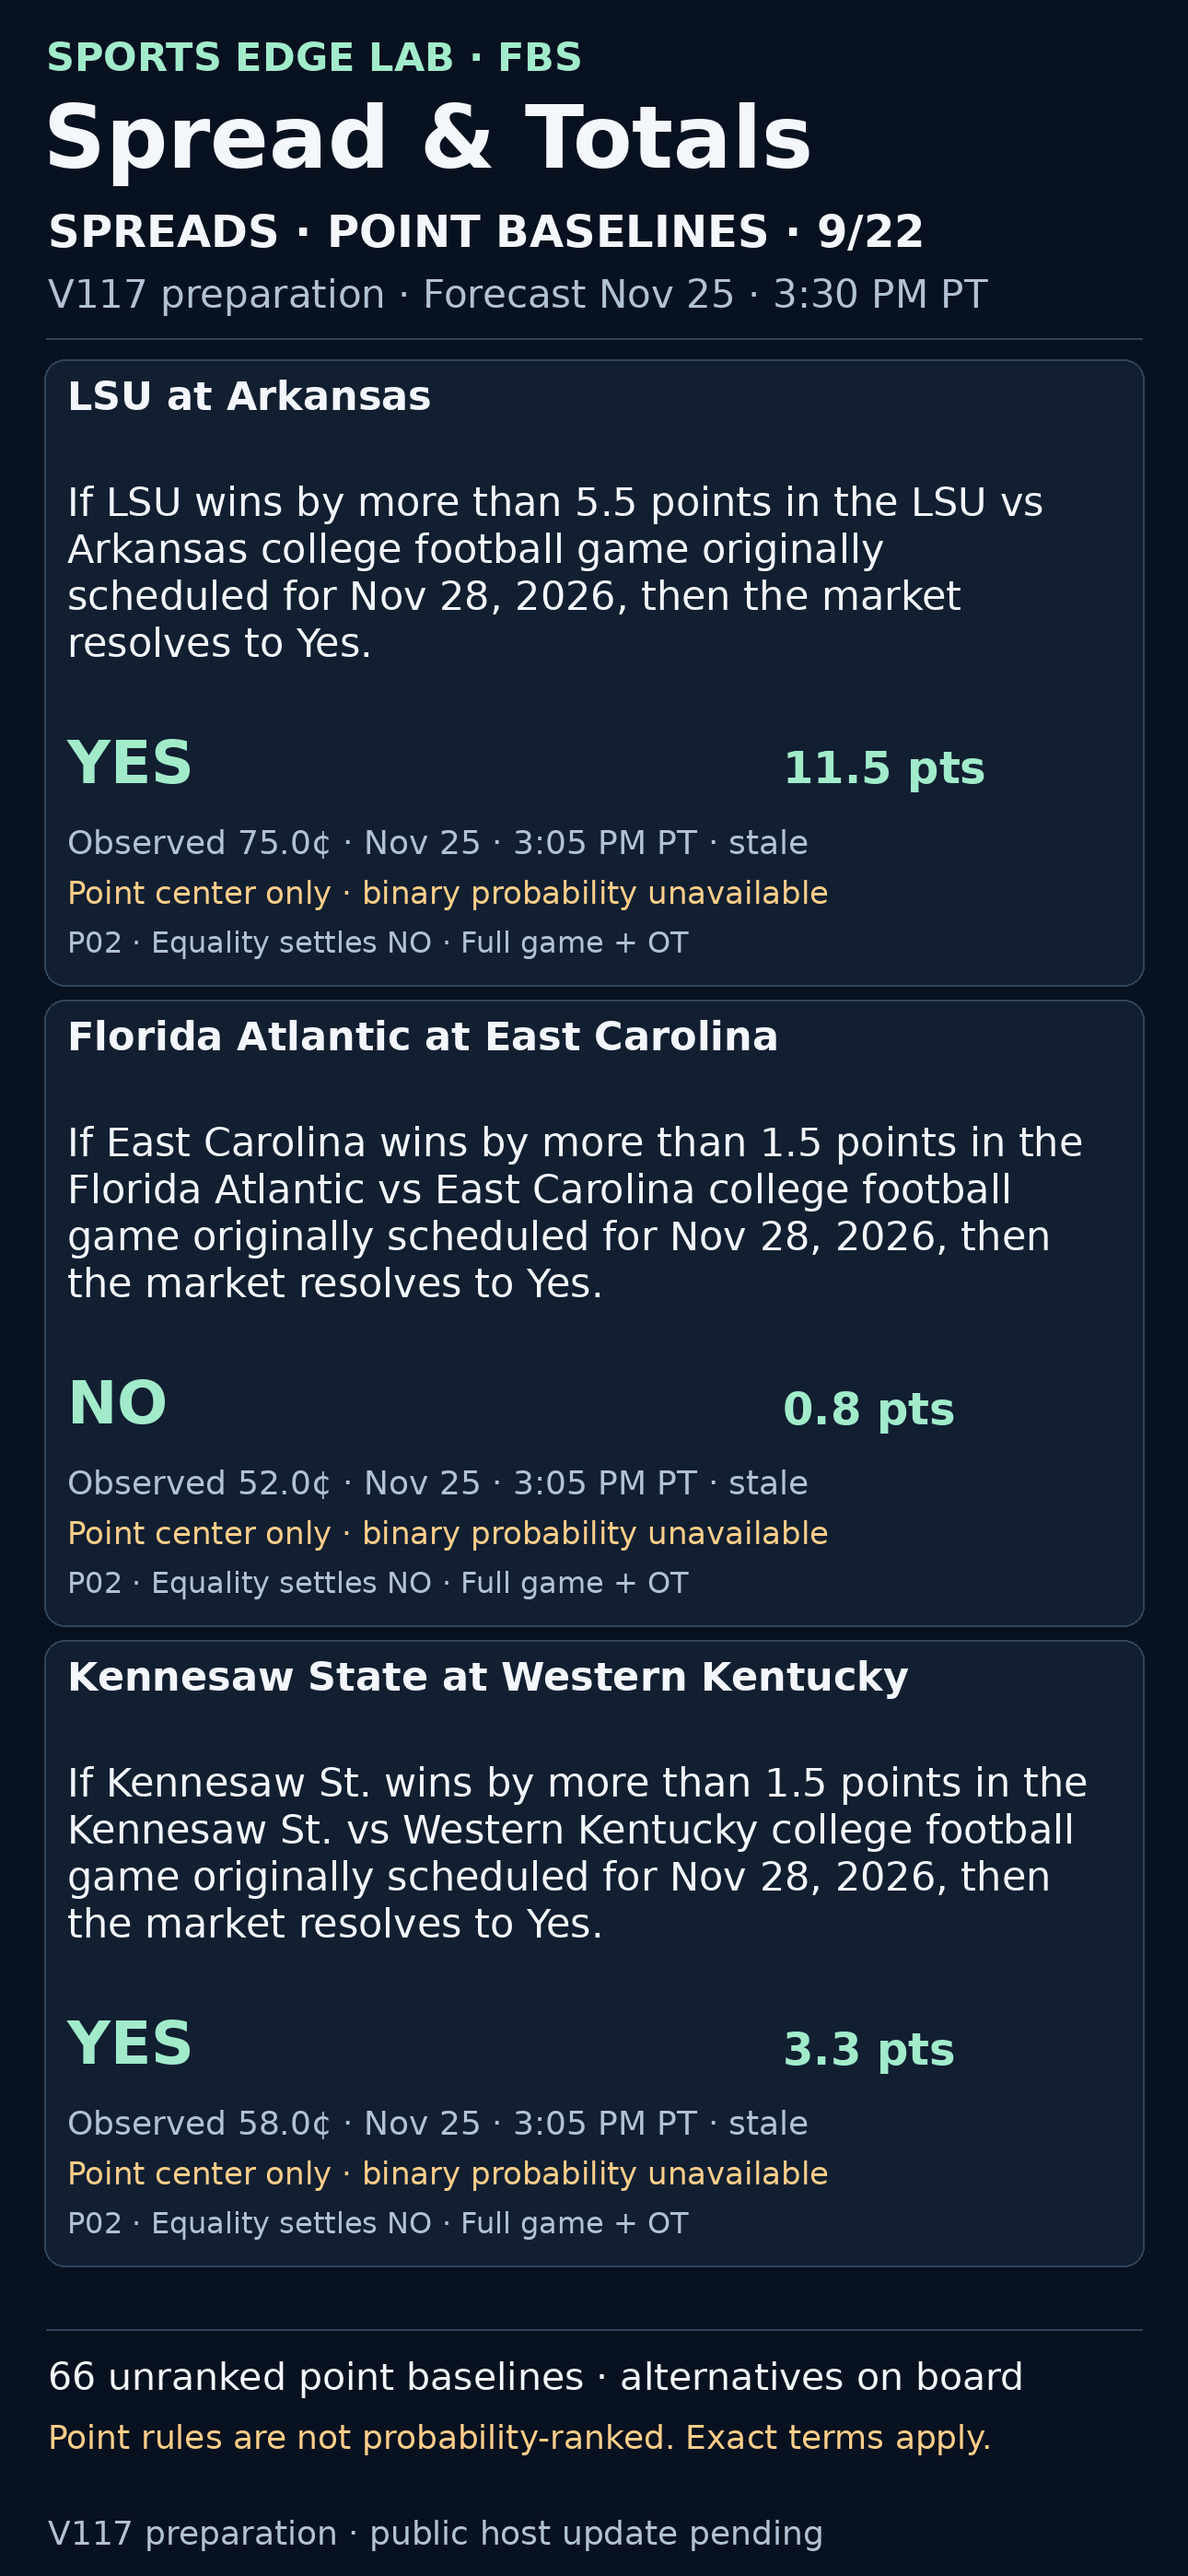 SPORTS EDGE LAB · FBS
Spread & Totals
SPREADS · POINT BASELINES · 9/22
V117 preparation · Forecast Nov 25 · 3:30 PM PT
LSU at Arkansas
If LSU wins by more than 5.5 points in the LSU vs
Arkansas college football game originally
scheduled for Nov 28, 2026, then the market
resolves to Yes.
YES 11.5 pts
Observed 75.0¢ · Nov 25 · 3:05 PM PT · stale
Point center only · binary probability unavailable
P02 · Equality settles NO · Full game + OT
Florida Atlantic at East Carolina
If East Carolina wins by more than 1.5 points in the
Florida Atlantic vs East Carolina college football
game originally scheduled for Nov 28, 2026, then
the market resolves to Yes.
NO 0.8 pts
Observed 52.0¢ · Nov 25 · 3:05 PM PT · stale
Point center only · binary probability unavailable
P02 · Equality settles NO · Full game + OT
Kennesaw State at Western Kentucky
If Kennesaw St. wins by more than 1.5 points in the
Kennesaw St. vs Western Kentucky college football
game originally scheduled for Nov 28, 2026, then
the market resolves to Yes.
YES 3.3 pts
Observed 58.0¢ · Nov 25 · 3:05 PM PT · stale
Point center only · binary probability unavailable
P02 · Equality settles NO · Full game + OT
66 unranked point baselines · alternatives on board
Point rules are not probability-ranked. Exact terms apply.
V117 preparation · public host update pending